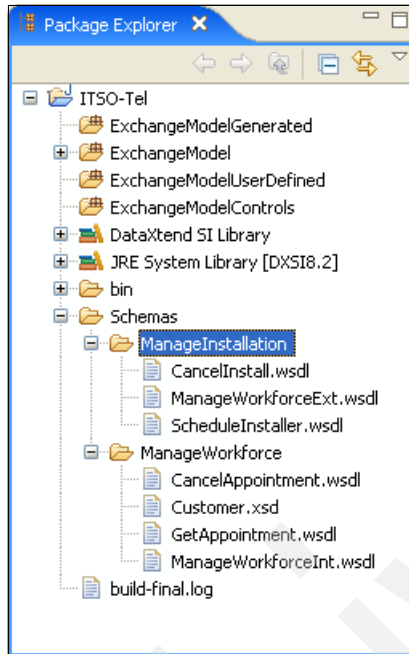 Package Explorer
ITSO-Tel
ExchangeModelGenerated
ExchangeModel
ExchangeModelUserDefined
ExchangeModelControls
DataXtend SI Library
JRE System Library [DXSI8.2]
bin
Schemas
ManageInstallation
CancelInstall.wsdl
ManageWorkforceExt.wsdl
ScheduleInstaller.wsdl
ManageWorkforce
CancelAppointment.wsdl
Customer.xsd
GetAppointment.wsdl
ManageWorkforceInt.wsdl
build-final.log